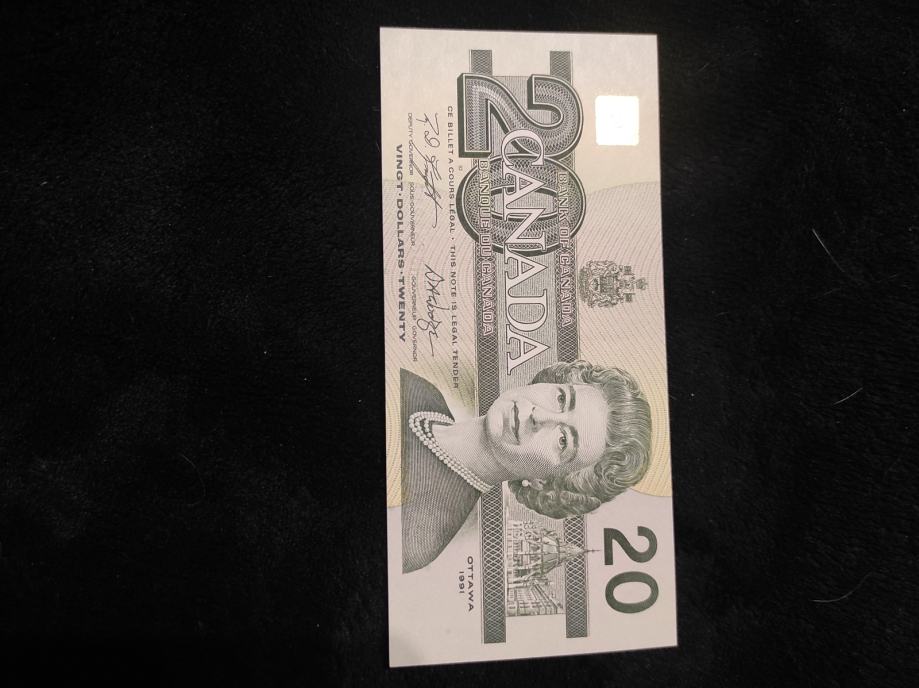 20
CANADA
BANK OF CANADA
BANQUE DU CANADA
CE BILLET A COURS LÉGAL · THIS NOTE IS LEGAL TENDER
DEPUTY GOVERNOR SOUS-GOUVERNEUR
GOUVERNEUR GOVERNOR
VINGT·DOLLARS·TWENTY
20
OTTAWA
1991